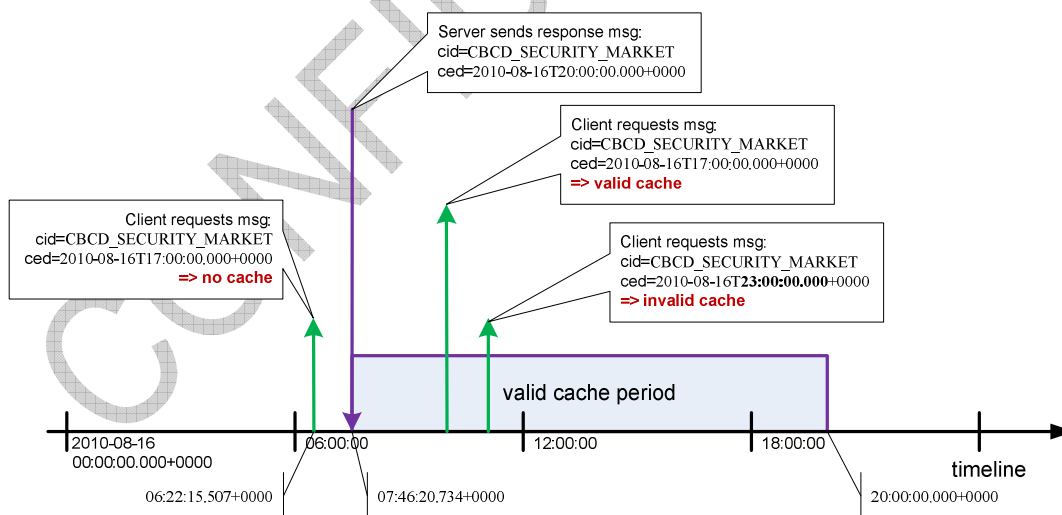 Server sends response msg:
cid=CBCD_SECURITY_MARKET
ced=2010-08-16T20:00:00.000+0000
Client requests msg:
cid=CBCD_SECURITY_MARKET
ced=2010-08-16T17:00:00.000+0000
=> valid cache
Client requests msg:
cid=CBCD_SECURITY_MARKET
ced=2010-08-16T17:00:00.000+0000
=> no cache
Client requests msg:
cid=CBCD_SECURITY_MARKET
ced=2010-08-16T23:00:00.000+0000
=> invalid cache
valid cache period
2010-08-16
00:00:00.000+0000
06:00:00
12:00:00
18:00:00
timeline
06:22:15.507+0000
07:46:20.734+0000
20:00:00.000+0000
CONFI